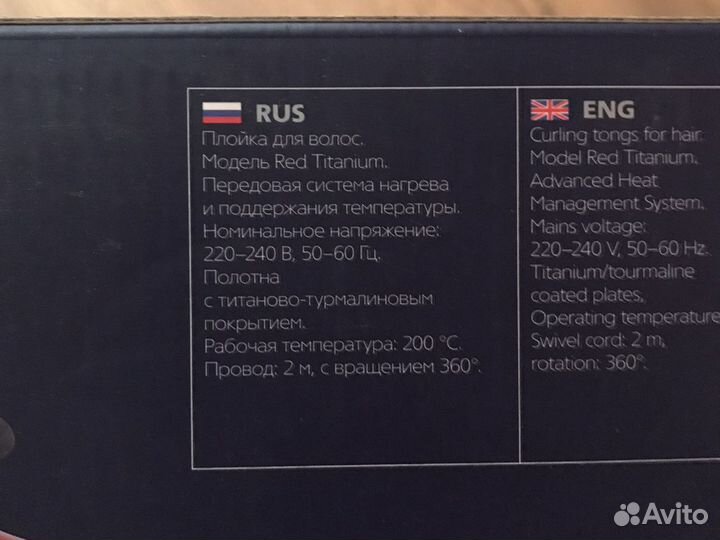 RUS
Плойка для волос.
Модель Red Titanium.
Передовая система нагрева
и поддержания температуры.
Номинальное напряжение:
220–240 В, 50–60 Гц.
Полотна
с титаново-турмалиновым
покрытием.
Рабочая температура: 200 °C.
Провод: 2 м, с вращением 360°.
ENG
Curling tongs for hair.
Model Red Titanium.
Advanced Heat
Management System.
Mains voltage:
220–240 V, 50–60 Hz.
Titanium/tourmaline
coated plates,
Operating temperature
Swivel cord: 2 m,
rotation: 360°.
Avito